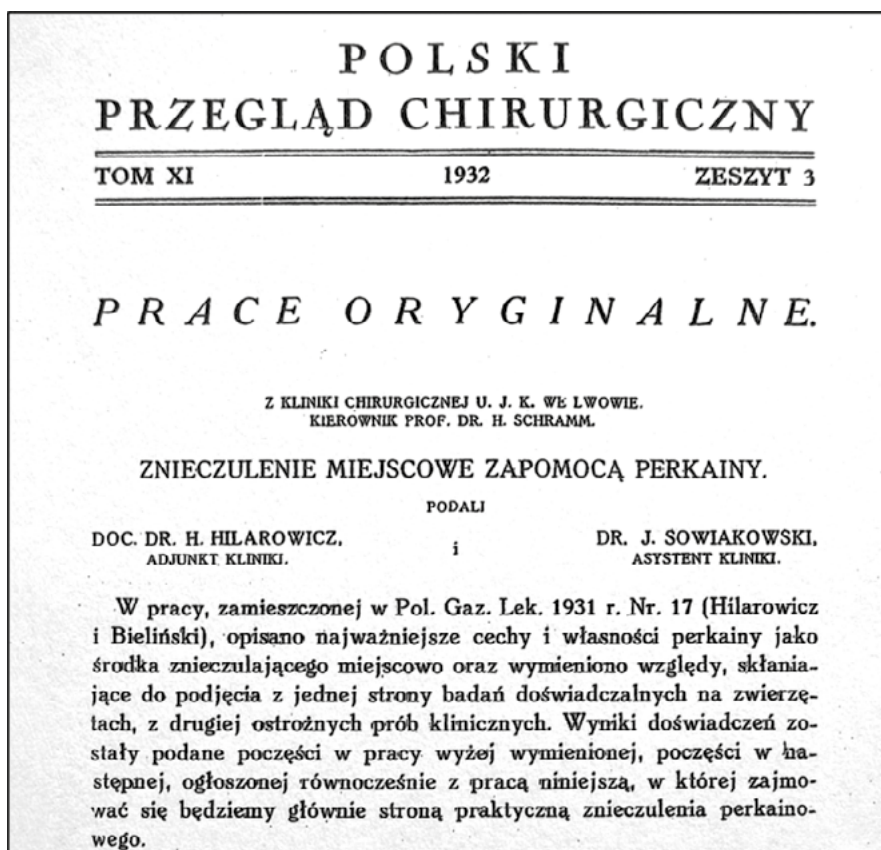 POLSKI
PRZEGLĄD CHIRURGICZNY
TOM XI 1932 ZESZYT 3
PRACE ORYGINALNE.
Z KLINIKI CHIRURGICZNEJ U. J. K. WE LWOWIE.
KIEROWNIK PROF. DR. H. SCHRAMM.
ZNIECZULENIE MIEJSCOWE ZAPOMOCĄ PERKAINY.
PODALI
DOC. DR. H. HILAROWICZ, i DR. J. SOWIAKOWSKI,
ADJUNKT KLINIKI. ASYSTENT KLINIKI.
W pracy, zamieszczonej w Pol. Gaz. Lek. 1931 r. Nr. 17 (Hilarowicz
i Bieliński), opisano najważniejsze cechy i własności perkainy jako
środka znieczulającego miejscowo oraz wymieniono względy, skłania-
jące do podjęcia z jednej strony badań doświadczalnych na zwierzę-
tach, z drugiej ostrożnych prób klinicznych. Wyniki doświadczeń zo-
stały podane poczęści w pracy wyżej wymienionej, poczęści w na-
stępnej, ogłoszonej równocześnie z pracą niniejszą, w której zajmo-
wać się będziemy głównie stroną praktyczną znieczulenia perkaino-
wego.